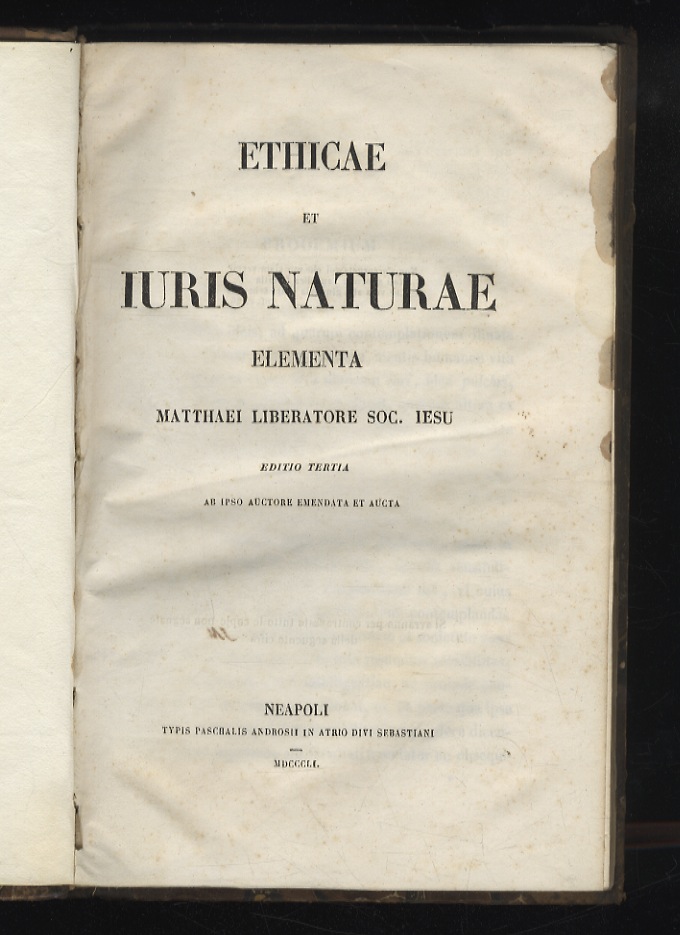 ETHICAE
ET
IURIS NATURAE
ELEMENTA
MATTHAEI LIBERATORE SOC. IESU
EDITIO TERTIA
AB IPSO AUCTORE EMENDATA ET AUCTA
NEAPOLI
TYPIS PASCHALIS ANDROSII IN ATRIO DIVI SEBASTIANI
MDCCCLI.